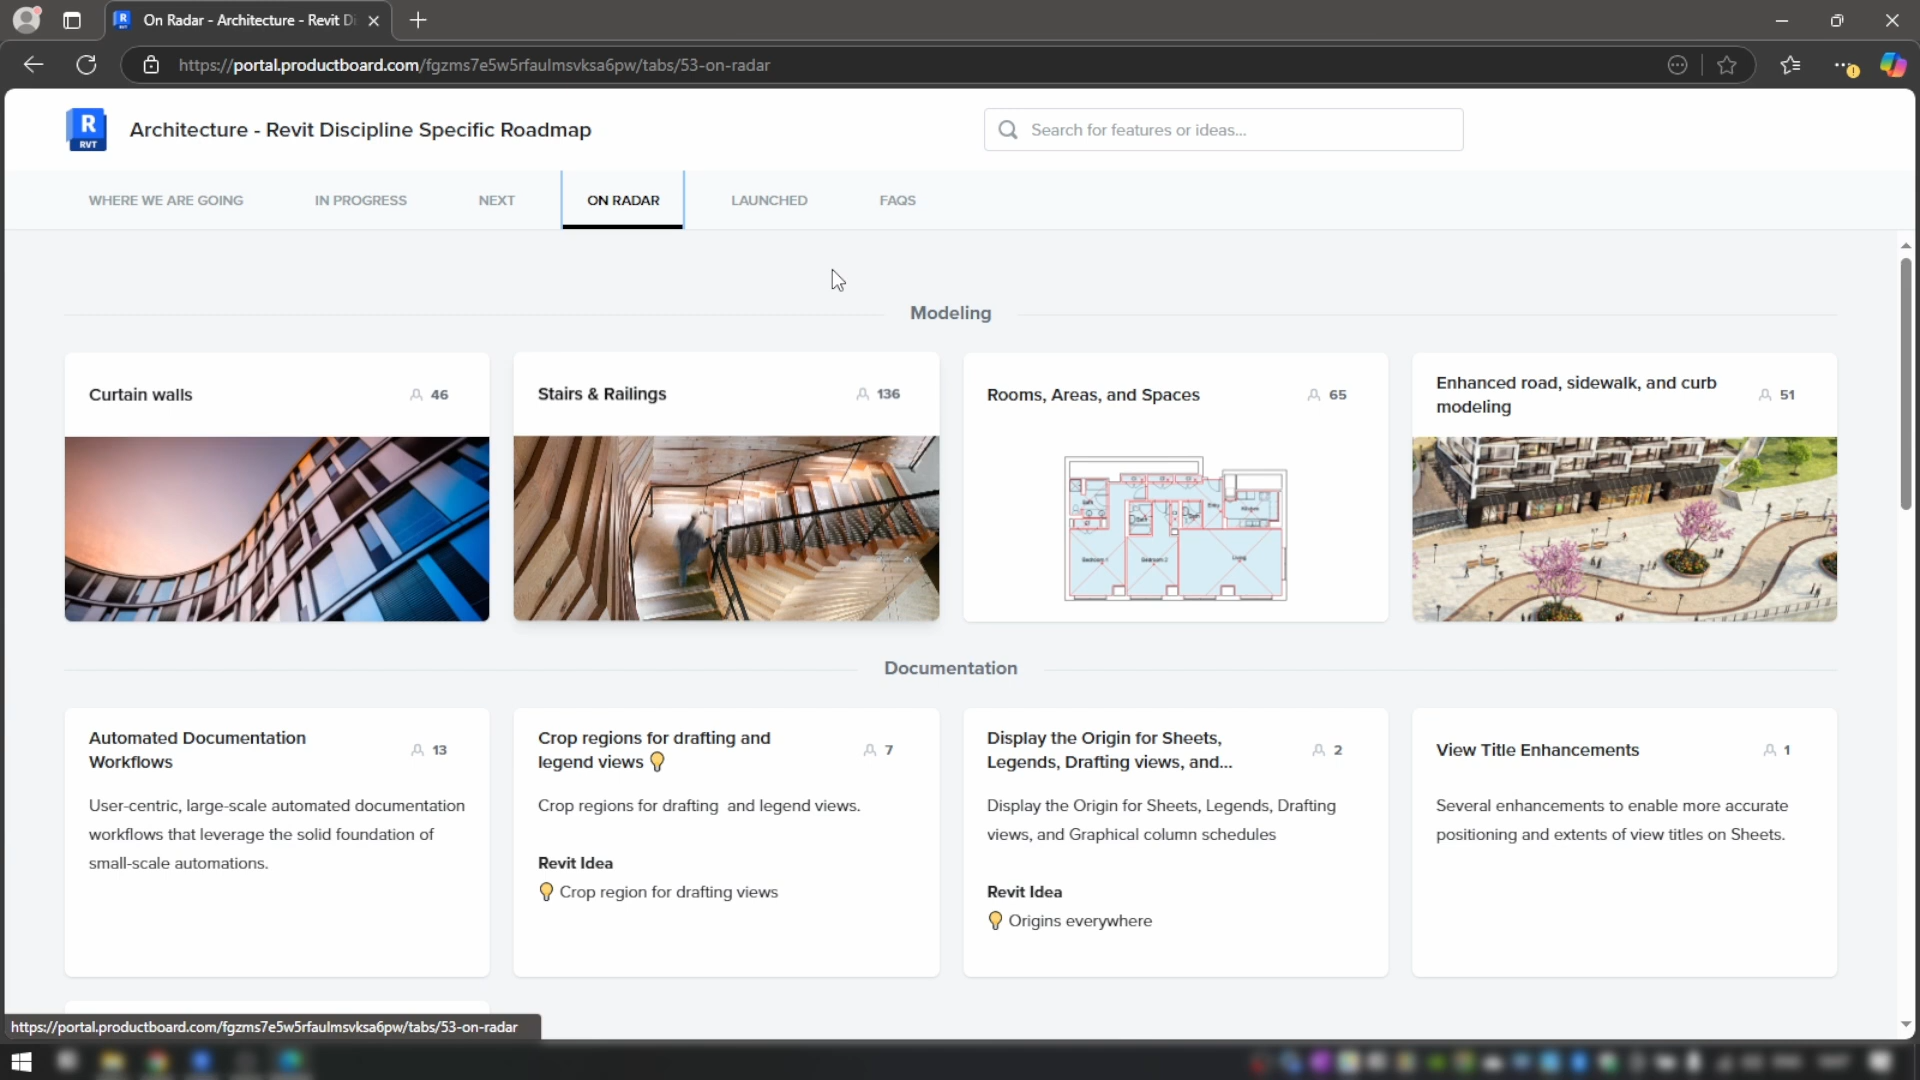 On Radar - Architecture - Revit Di
https://portal.productboard.com/fgzms7e5w5rfaulmsvksa6pw/tabs/53-on-radar
R
RVT
Architecture - Revit Discipline Specific Roadmap
Search for features or ideas...
WHERE WE ARE GOING
IN PROGRESS
NEXT
ON RADAR
LAUNCHED
FAQS
Modeling
Curtain walls
46
Stairs & Railings
136
Rooms, Areas, and Spaces
65
Enhanced road, sidewalk, and curb
modeling
51
Bedroom 1
Bedroom 2
Living
Documentation
Automated Documentation
Workflows
13
User-centric, large-scale automated documentation
workflows that leverage the solid foundation of
small-scale automations.
Crop regions for drafting and
legend views
7
Crop regions for drafting and legend views.
Revit Idea
Crop region for drafting views
Display the Origin for Sheets,
Legends, Drafting views, and...
2
Display the Origin for Sheets, Legends, Drafting
views, and Graphical column schedules
Revit Idea
Origins everywhere
View Title Enhancements
1
Several enhancements to enable more accurate
positioning and extents of view titles on Sheets.
https://portal.productboard.com/fgzms7e5w5rfaulmsvksa6pw/tabs/53-on-radar